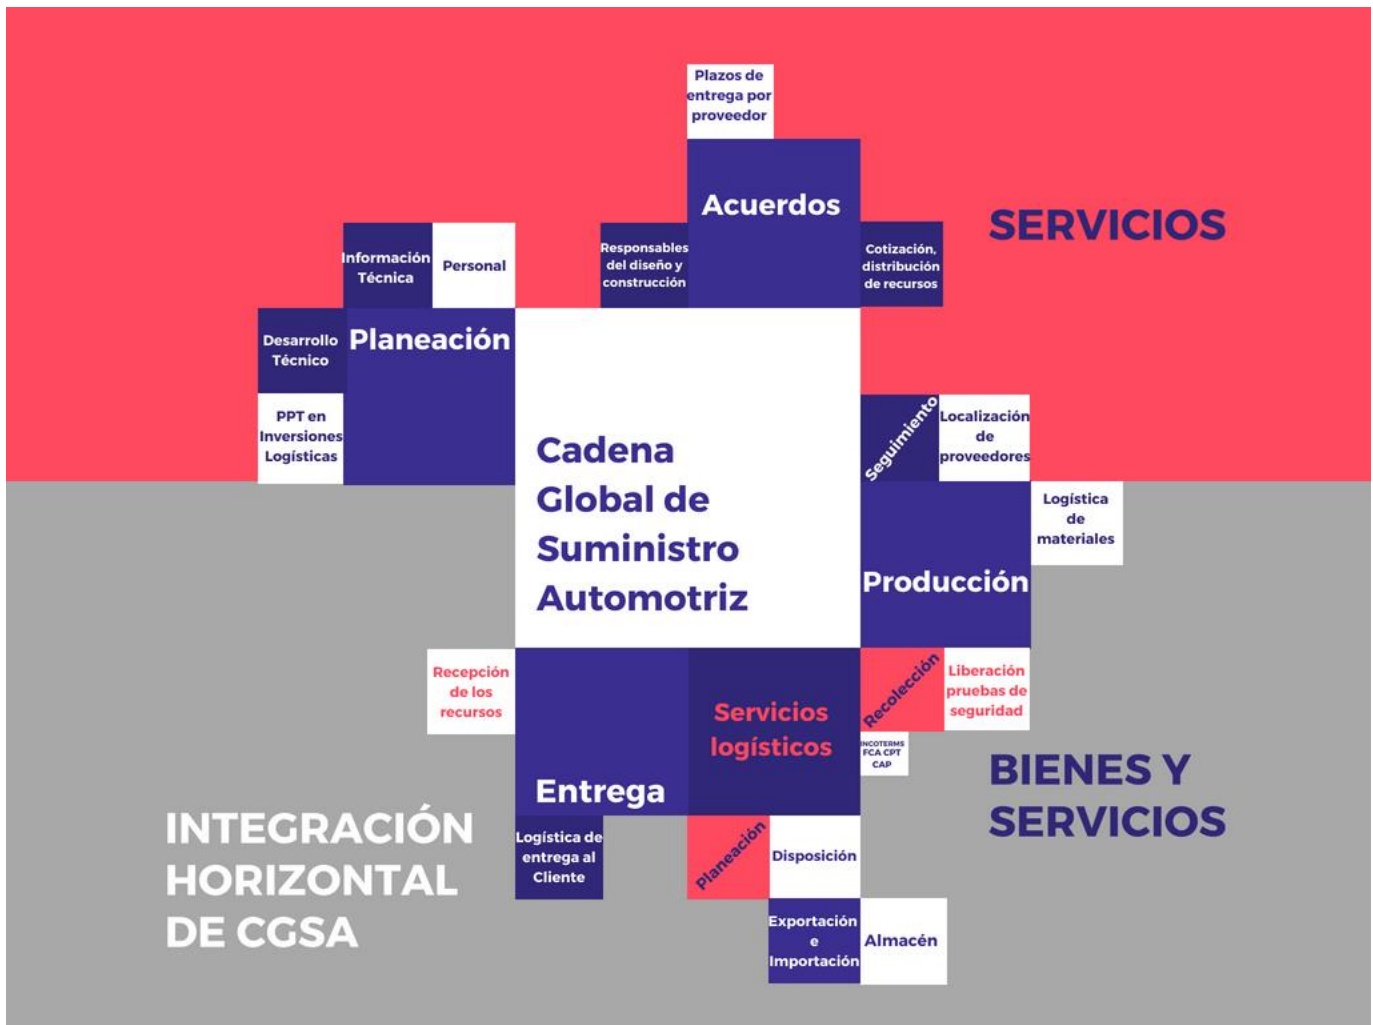 Plazos de
entrega por
proveedor
Acuerdos
SERVICIOS
Responsables
del diseño y
construcción
Cotización,
distribución
de recursos
Información
Técnica
Personal
Desarrollo
Técnico
Planeación
PPT en
Inversiones
Logísticas
Cadena
Global de
Suministro
Automotriz
Seguimiento
Localización
de
proveedores
Logística
de
materiales
Producción
Recepción
de los
recursos
Servicios
logísticos
Recolección
Liberación
pruebas de
seguridad
INCOTERMS
FCA CPT
CAP
Entrega
BIENES Y
SERVICIOS
INTEGRACIÓN
HORIZONTAL
DE CGSA
Logística de
entrega al
Cliente
Planeación
Disposición
Exportación
e
Importación
Almacén